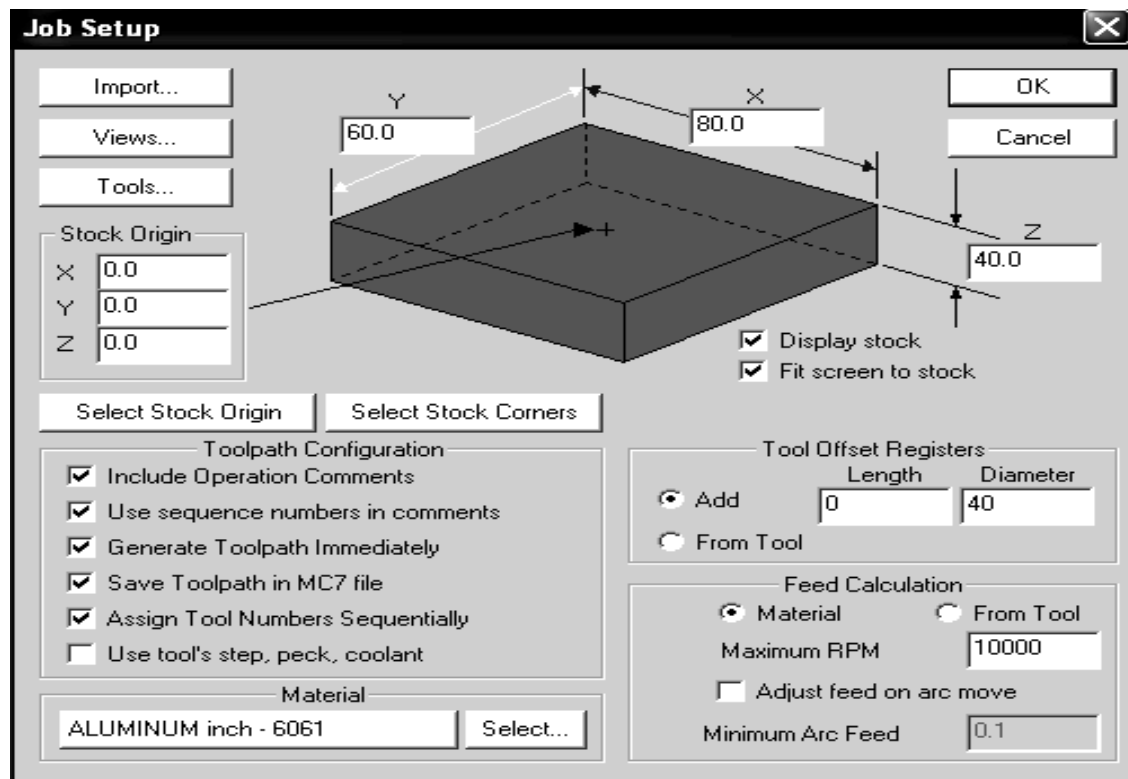 Job Setup
Import...
Views...
Tools...
Y
60.0
X
80.0
OK
Cancel
Z
40.0
Stock Origin
X 0.0
Y 0.0
Z 0.0
Display stock
Fit screen to stock
Select Stock Origin
Select Stock Corners
Toolpath Configuration
Include Operation Comments
Use sequence numbers in comments
Generate Toolpath Immediately
Save Toolpath in MC7 file
Assign Tool Numbers Sequentially
Use tool's step, peck, coolant
Material
ALUMINUM inch - 6061
Select...
Tool Offset Registers
Length Diameter
Add 0 40
From Tool
Feed Calculation
Material From Tool
Maximum RPM 10000
Adjust feed on arc move
Minimum Arc Feed 0.1